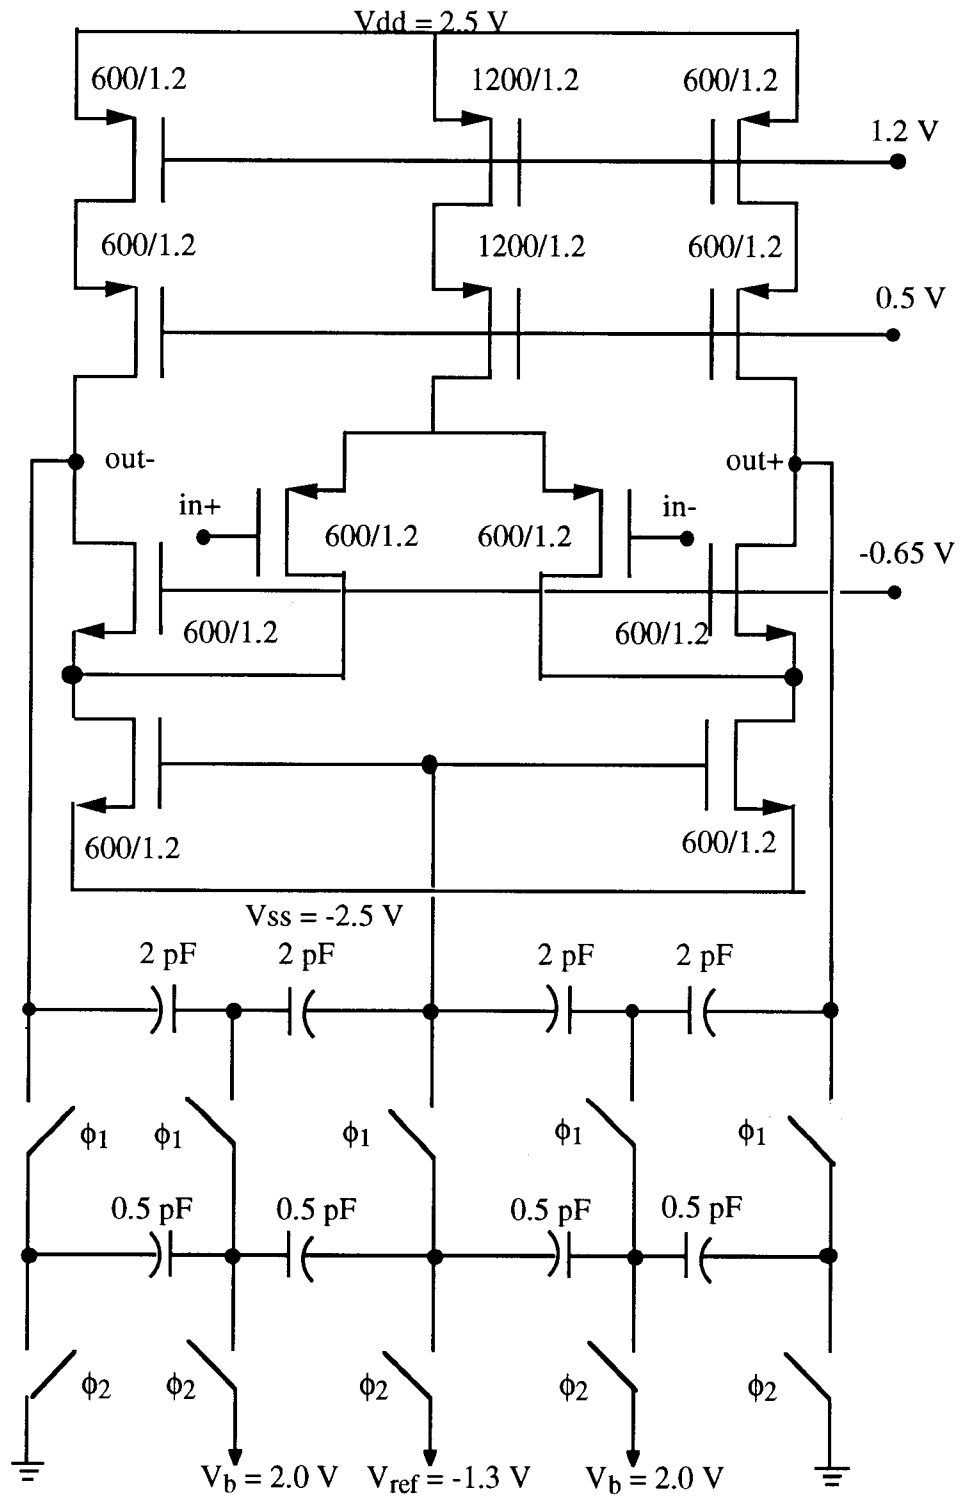 Vdd = 2.5 V
600/1.2 1200/1.2 600/1.2
1.2 V
600/1.2 1200/1.2 600/1.2
0.5 V
out- out+
in+ in-
600/1.2 600/1.2
-0.65 V
600/1.2 600/1.2
600/1.2 600/1.2
Vss = -2.5 V
2 pF 2 pF 2 pF 2 pF
ϕ1 ϕ1 ϕ1 ϕ1 ϕ1
0.5 pF 0.5 pF 0.5 pF 0.5 pF
ϕ2 ϕ2 ϕ2 ϕ2 ϕ2
Vb = 2.0 V Vref = -1.3 V Vb = 2.0 V